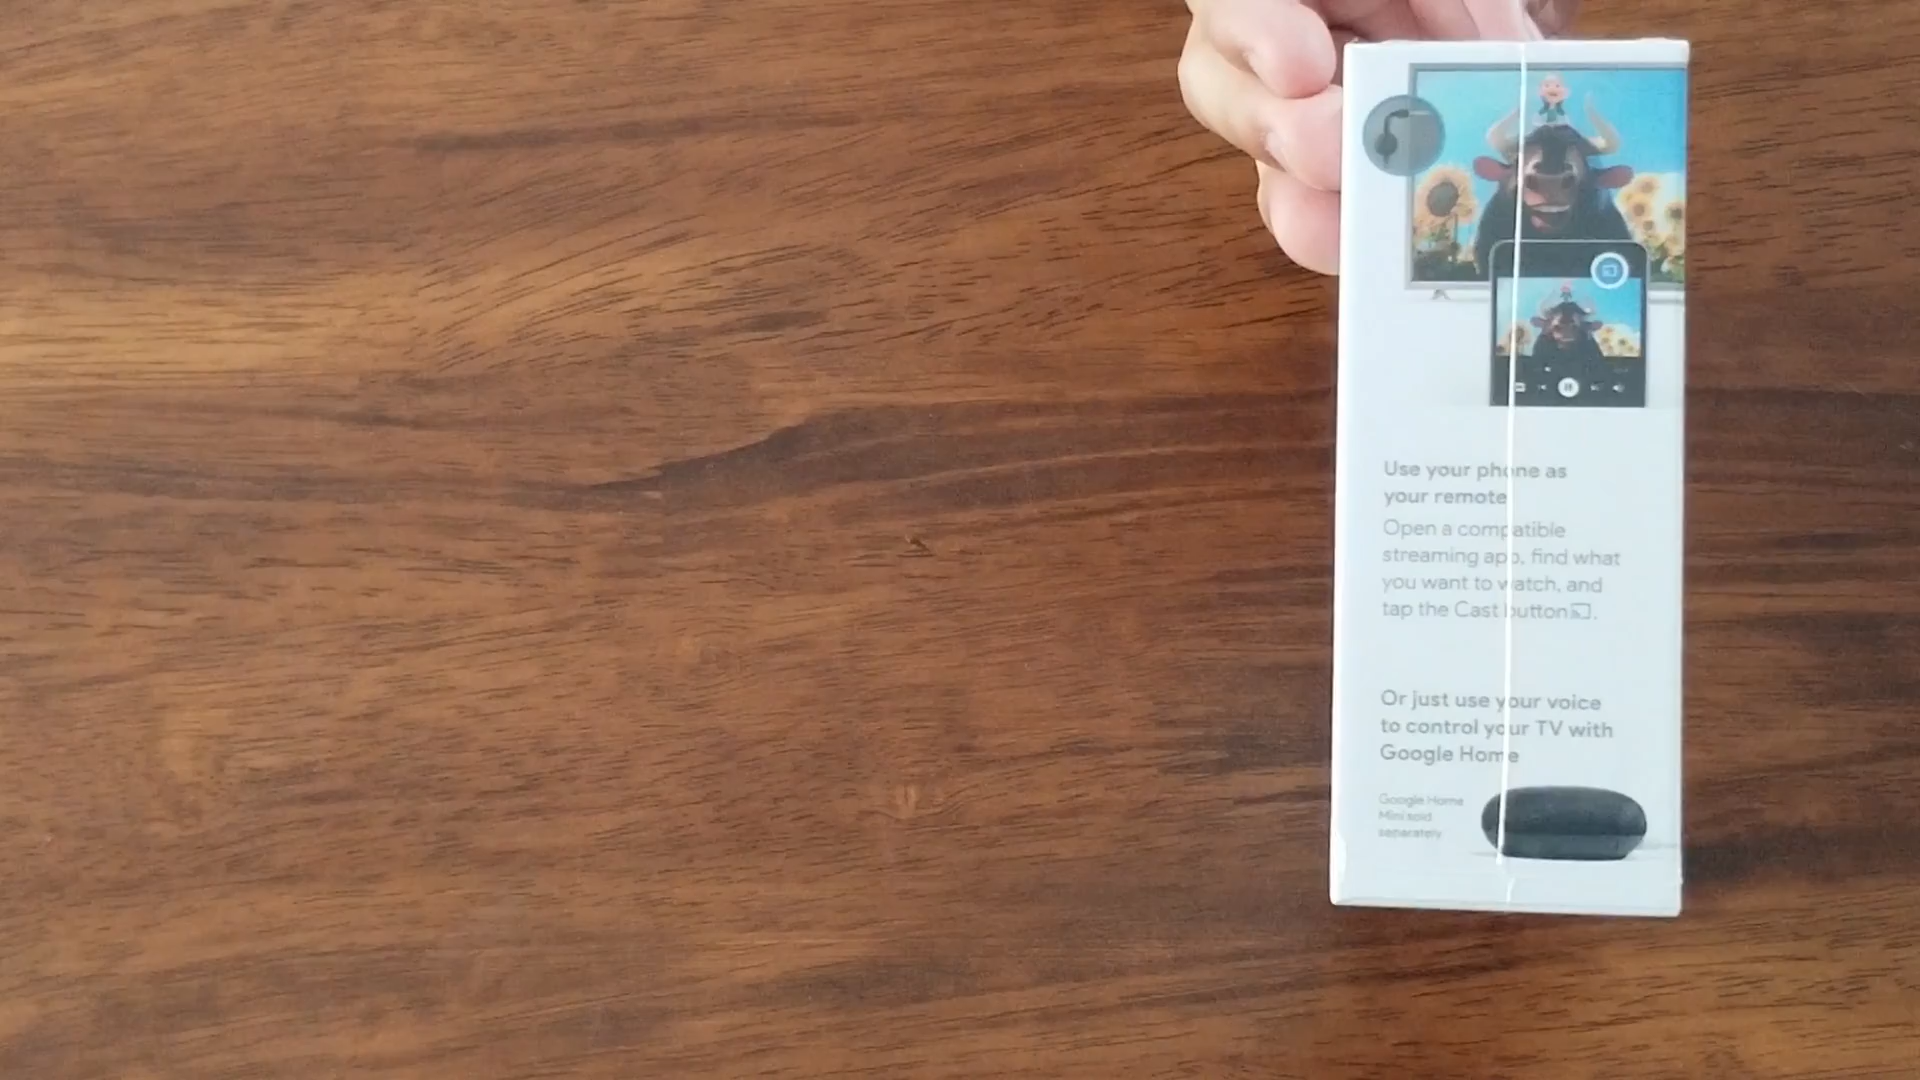 Use your phone as
your remote
Open a compatible
streaming app, find what
you want to watch, and
tap the Cast button.
Or just use your voice
to control your TV with
Google Home
Google Home
Mini sold
separately